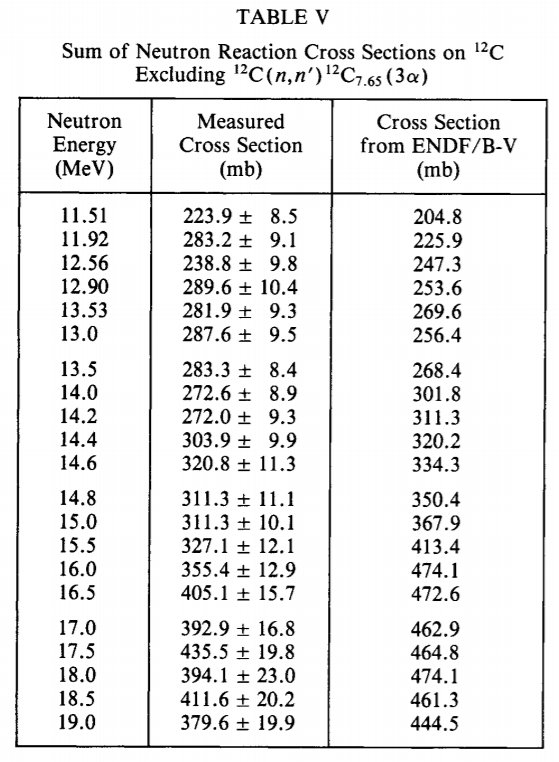 TABLE V
Sum of Neutron Reaction Cross Sections on ¹²C
Excluding ¹²C(n,n′)¹²C₇.₆₅(3α)
Neutron Energy (MeV) Measured Cross Section (mb) Cross Section from ENDF/B-V (mb)
11.51 223.9 ± 8.5 204.8
11.92 283.2 ± 9.1 225.9
12.56 238.8 ± 9.8 247.3
12.90 289.6 ± 10.4 253.6
13.53 281.9 ± 9.3 269.6
13.0 287.6 ± 9.5 256.4
13.5 283.3 ± 8.4 268.4
14.0 272.6 ± 8.9 301.8
14.2 272.0 ± 9.3 311.3
14.4 303.9 ± 9.9 320.2
14.6 320.8 ± 11.3 334.3
14.8 311.3 ± 11.1 350.4
15.0 311.3 ± 10.1 367.9
15.5 327.1 ± 12.1 413.4
16.0 355.4 ± 12.9 474.1
16.5 405.1 ± 15.7 472.6
17.0 392.9 ± 16.8 462.9
17.5 435.5 ± 19.8 464.8
18.0 394.1 ± 23.0 474.1
18.5 411.6 ± 20.2 461.3
19.0 379.6 ± 19.9 444.5